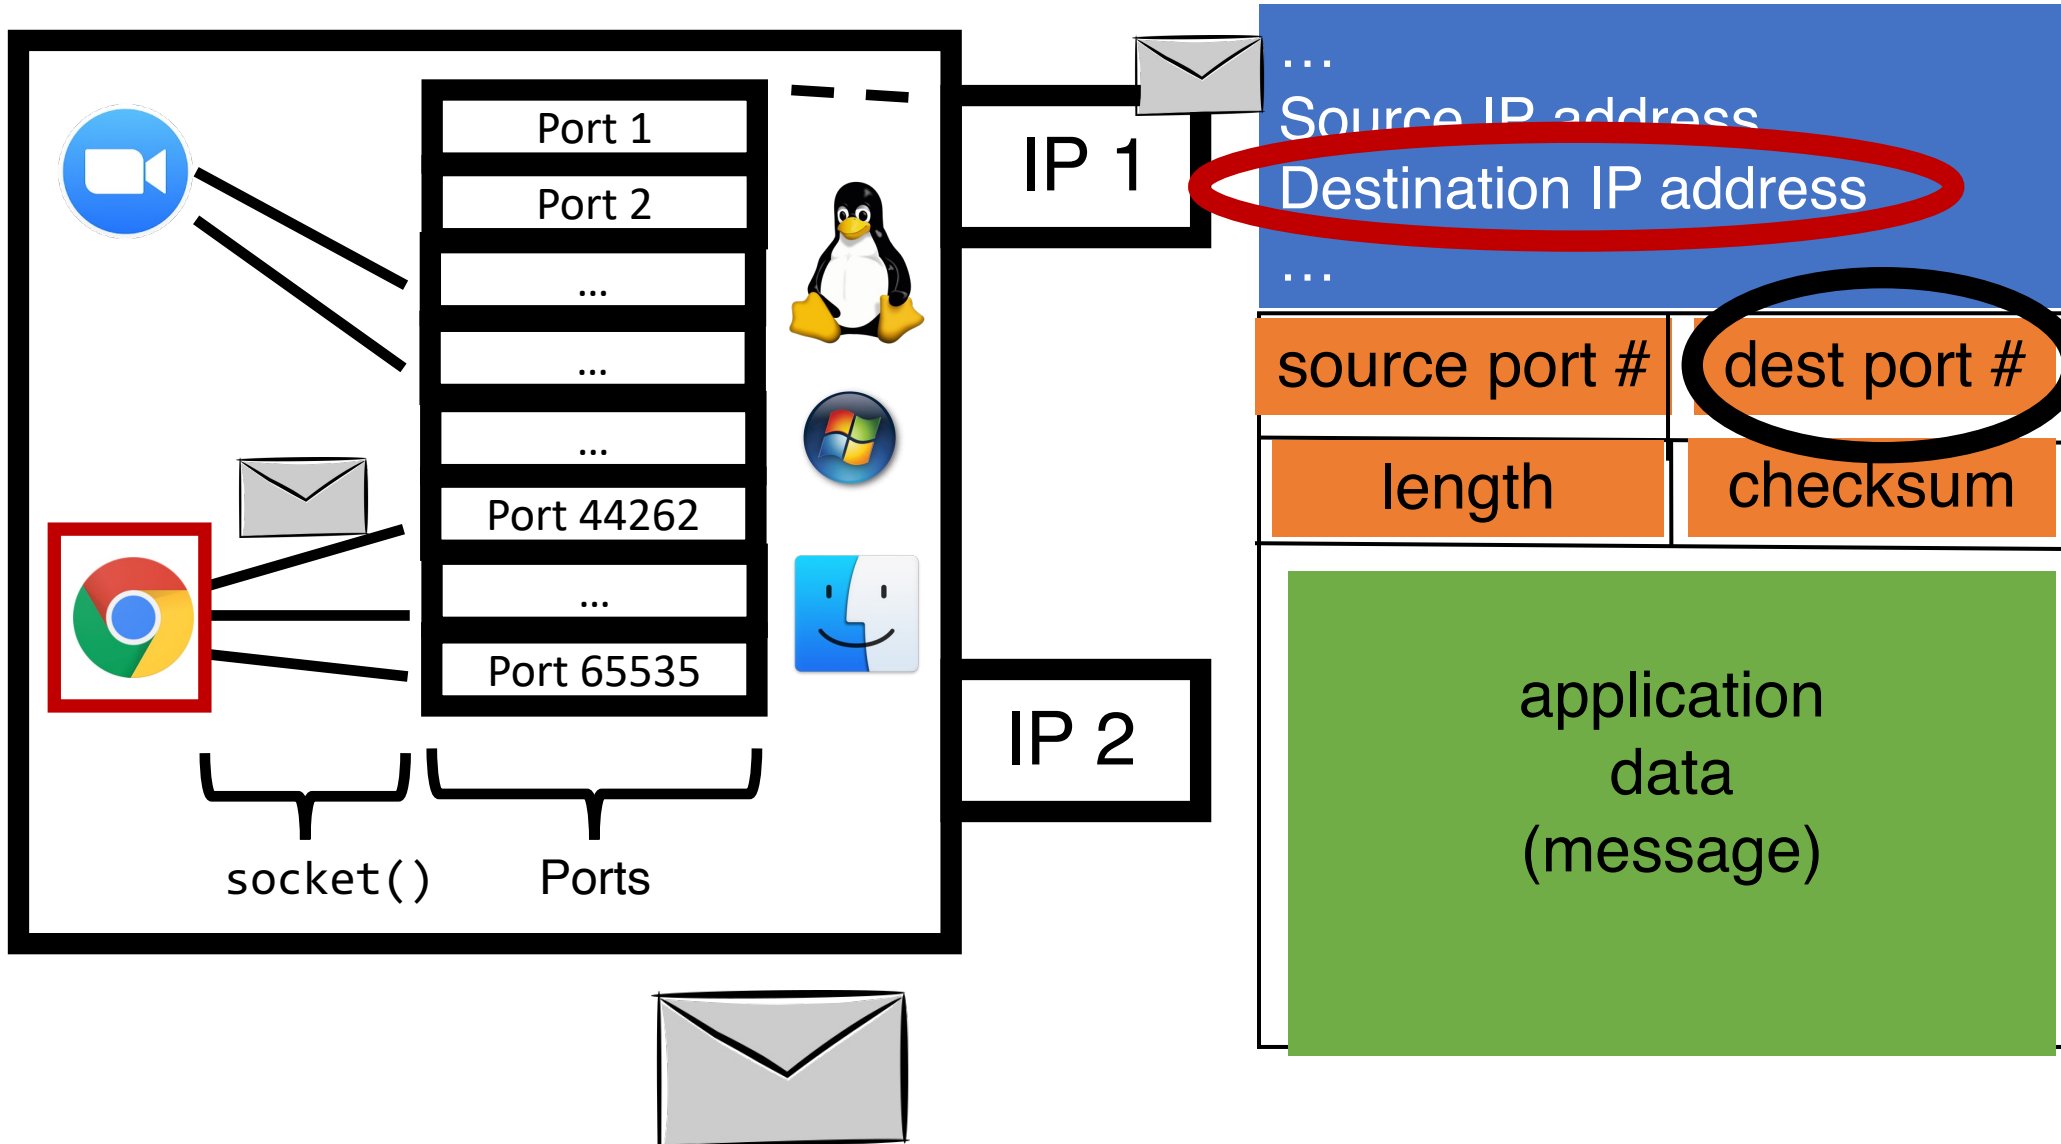 Port 1
Port 2
...
...
...
Port 44262
...
Port 65535
socket()
Ports
IP 1
IP 2
...
Source IP address
Destination IP address
...
source port #
dest port #
length
checksum
application
data
(message)